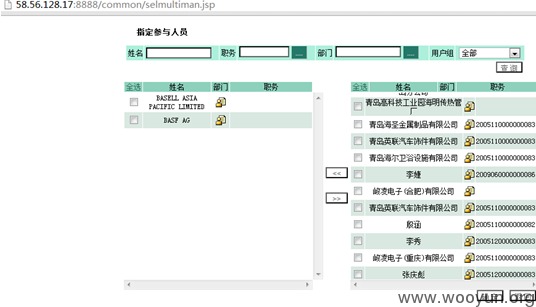 58.56.128.17:8888/common/selmultiman.jsp
指定参与人员
姓名 职务 .... 部门 .... 用户组 全部
查 询
全选 姓名 部门 职务
BASELL ASIA
PACIFIC LIMITED
BASF AG
<<
>>
全选 姓名 部门 职务
青岛高科技工业园海明传热管
厂
青岛海圣金属制品有限公司 2005110000000083
青岛英联汽车饰件有限公司 2005110000000083
青岛海尔卫浴设施有限公司 2005110000000083
李婕 2009060000000086
峻凌电子(合肥)有限公司
青岛英联汽车饰件有限公司 2005110000000083
殷涵 2005110000000082
李秀 2005120000000083
峻凌电子(重庆)有限公司 2005110000000083
张庆彪 2005120000000083
www.wooyun.org